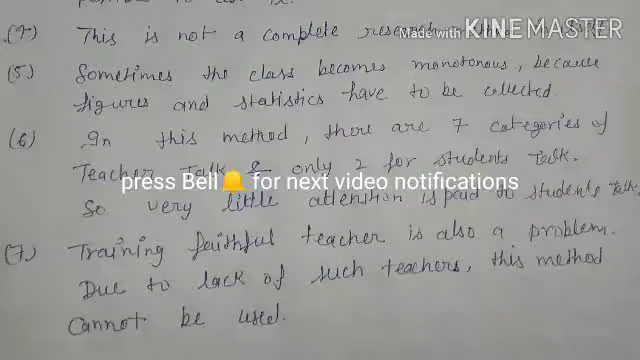 (4) This is not a complete research
Made with KINEMASTER
(5) Sometimes the class becomes monotonous, because
figures and statistics have to be collected.
(6) In this method, there are 7 categories of
Teacher Talk & only 2 for students talk.
press Bell🔔 for next video notifications
So very little attention is paid to students talk.
(7) Training faithful teacher is also a problem.
Due to lack of such teachers, this method
cannot be used.